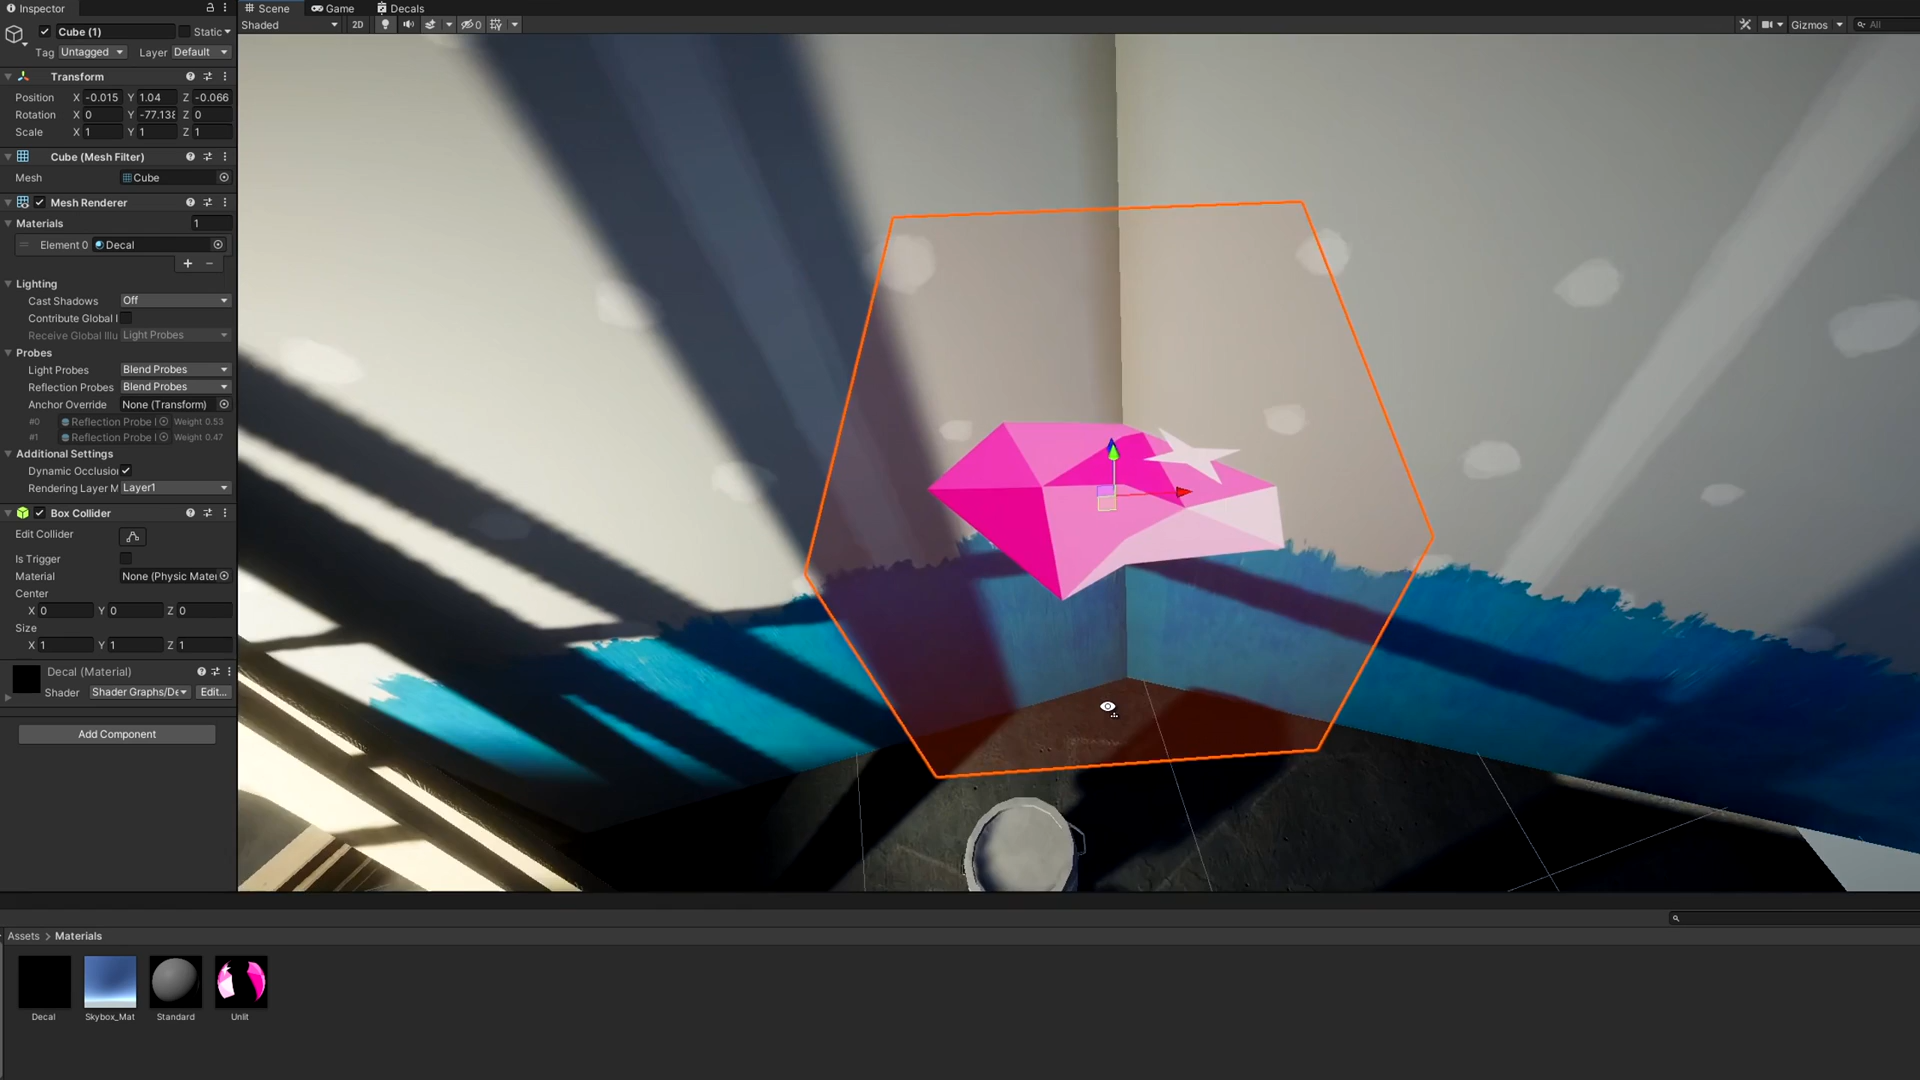 Inspector
Scene Game Decals
Shaded 2D 0 Gizmos All
Cube (1) Static
Tag Untagged Layer Default
Transform
Position X -0.015 Y 1.04 Z -0.066
Rotation X 0 Y -77.138 Z 0
Scale X 1 Y 1 Z 1
Cube (Mesh Filter)
Mesh Cube
Mesh Renderer
Materials 1
Element 0 Decal
+ −
Lighting
Cast Shadows Off
Contribute Global I
Receive Global Illu Light Probes
Probes
Light Probes Blend Probes
Reflection Probes Blend Probes
Anchor Override None (Transform)
#0 Reflection Probe I Weight 0.53
#1 Reflection Probe I Weight 0.47
Additional Settings
Dynamic Occlusion
Rendering Layer M Layer1
Box Collider
Edit Collider
Is Trigger
Material None (Physic Mater
Center
X 0 Y 0 Z 0
Size
X 1 Y 1 Z 1
Decal (Material)
Shader Shader Graphs/De Edit...
Add Component
Assets > Materials
Decal Skybox_Mat Standard Unlit